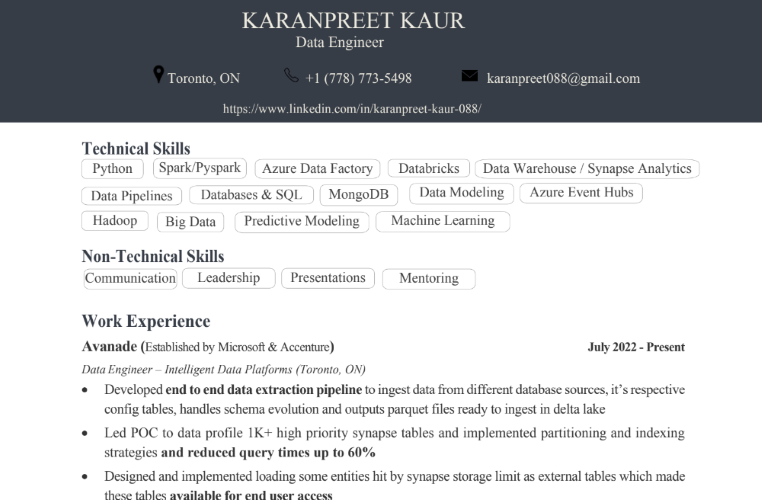 KARANPREET KAUR
Data Engineer
Toronto, ON +1 (778) 773-5498 karanpreet088@gmail.com
https://www.linkedin.com/in/karanpreet-kaur-088/
Technical Skills
Python Spark/Pyspark Azure Data Factory Databricks Data Warehouse / Synapse Analytics
Data Pipelines Databases & SQL MongoDB Data Modeling Azure Event Hubs
Hadoop Big Data Predictive Modeling Machine Learning
Non-Technical Skills
Communication Leadership Presentations Mentoring
Work Experience
Avanade (Established by Microsoft & Accenture) July 2022 - Present
Data Engineer – Intelligent Data Platforms (Toronto, ON)
• Developed end to end data extraction pipeline to ingest data from different database sources, it’s respective
config tables, handles schema evolution and outputs parquet files ready to ingest in delta lake
• Led POC to data profile 1K+ high priority synapse tables and implemented partitioning and indexing
strategies and reduced query times up to 60%
• Designed and implemented loading some entities hit by synapse storage limit as external tables which made
these tables available for end user access